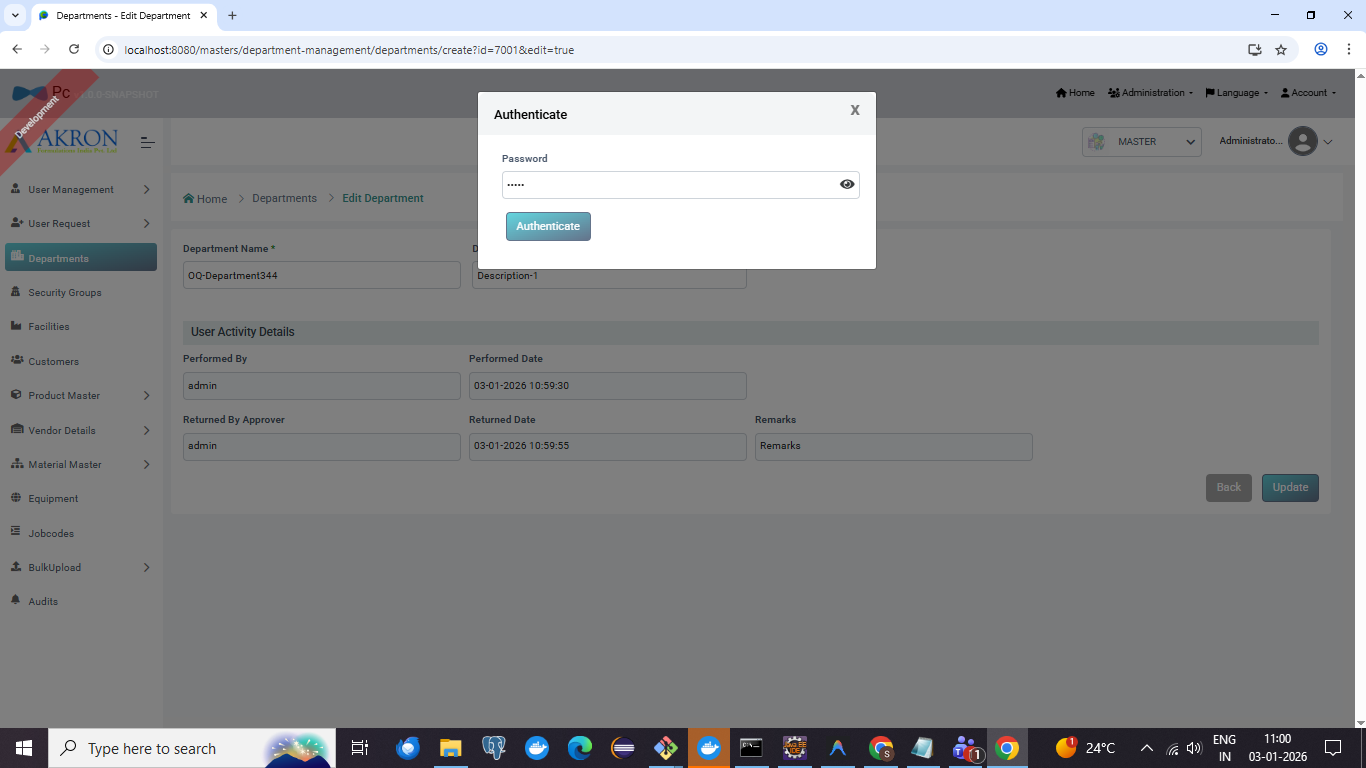 Departments - Edit Department
localhost:8080/masters/department-management/departments/create?id=7001&edit=true
Pc
Development
Home
Administration
Language
Account
AKRON
MASTER
Administrato...
User Management
User Request
Departments
Security Groups
Facilities
Customers
Product Master
Vendor Details
Material Master
Equipment
Jobcodes
BulkUpload
Audits
Home
Departments
Edit Department
Authenticate
X
Password
•••••
Authenticate
Department Name *
D
OQ-Department344
Description-1
User Activity Details
Performed By
Performed Date
admin
03-01-2026 10:59:30
Returned By Approver
Returned Date
Remarks
admin
03-01-2026 10:59:55
Remarks
Back
Update
Type here to search
1
1
24°C
ENG
IN
11:00
03-01-2026